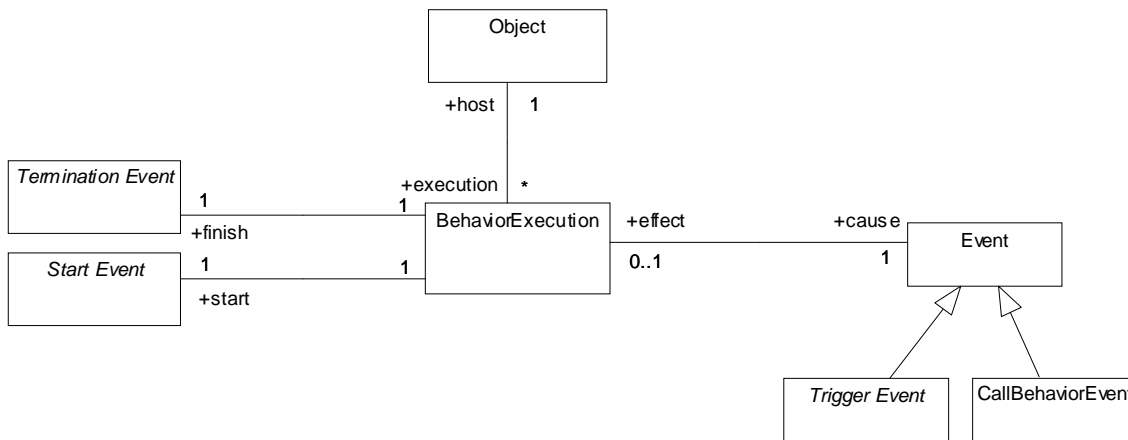 Object
+host 1
Termination Event
+execution *
1 1
BehaviorExecution
+effect +cause
+finish
Event
Start Event
1 1
0..1 1
+start
Trigger Event
CallBehaviorEvent